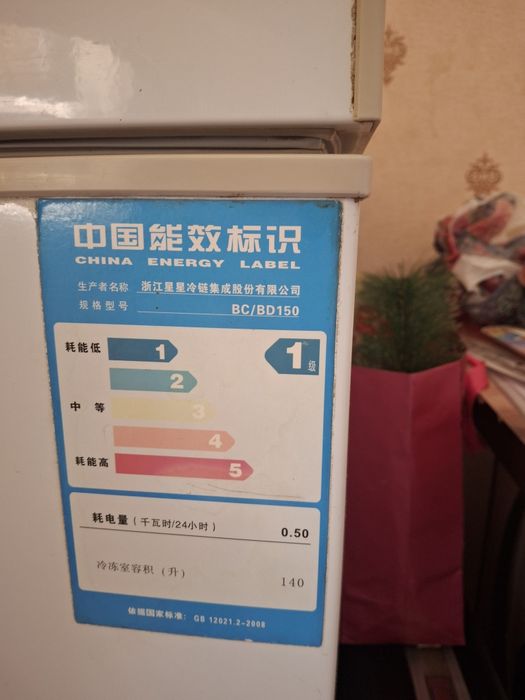 中国能效标识
CHINA ENERGY LABEL
生产者名称 浙江星星冷链集成股份有限公司
规格型号 BC/BD150
耗能低 1 1级
2
中等 3
4
耗能高 5
耗电量（千瓦时/24小时） 0.50
冷冻室容积（升） 140
依据国家标准：GB 12021.2-2008